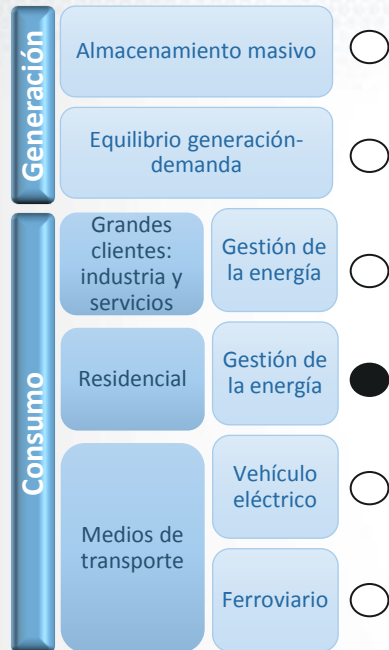 Generación
Almacenamiento masivo
Equilibrio generación-
demanda
Consumo
Grandes
clientes:
industria y
servicios
Gestión de
la energía
Residencial
Gestión de
la energía
Medios de
transporte
Vehículo
eléctrico
Ferroviario